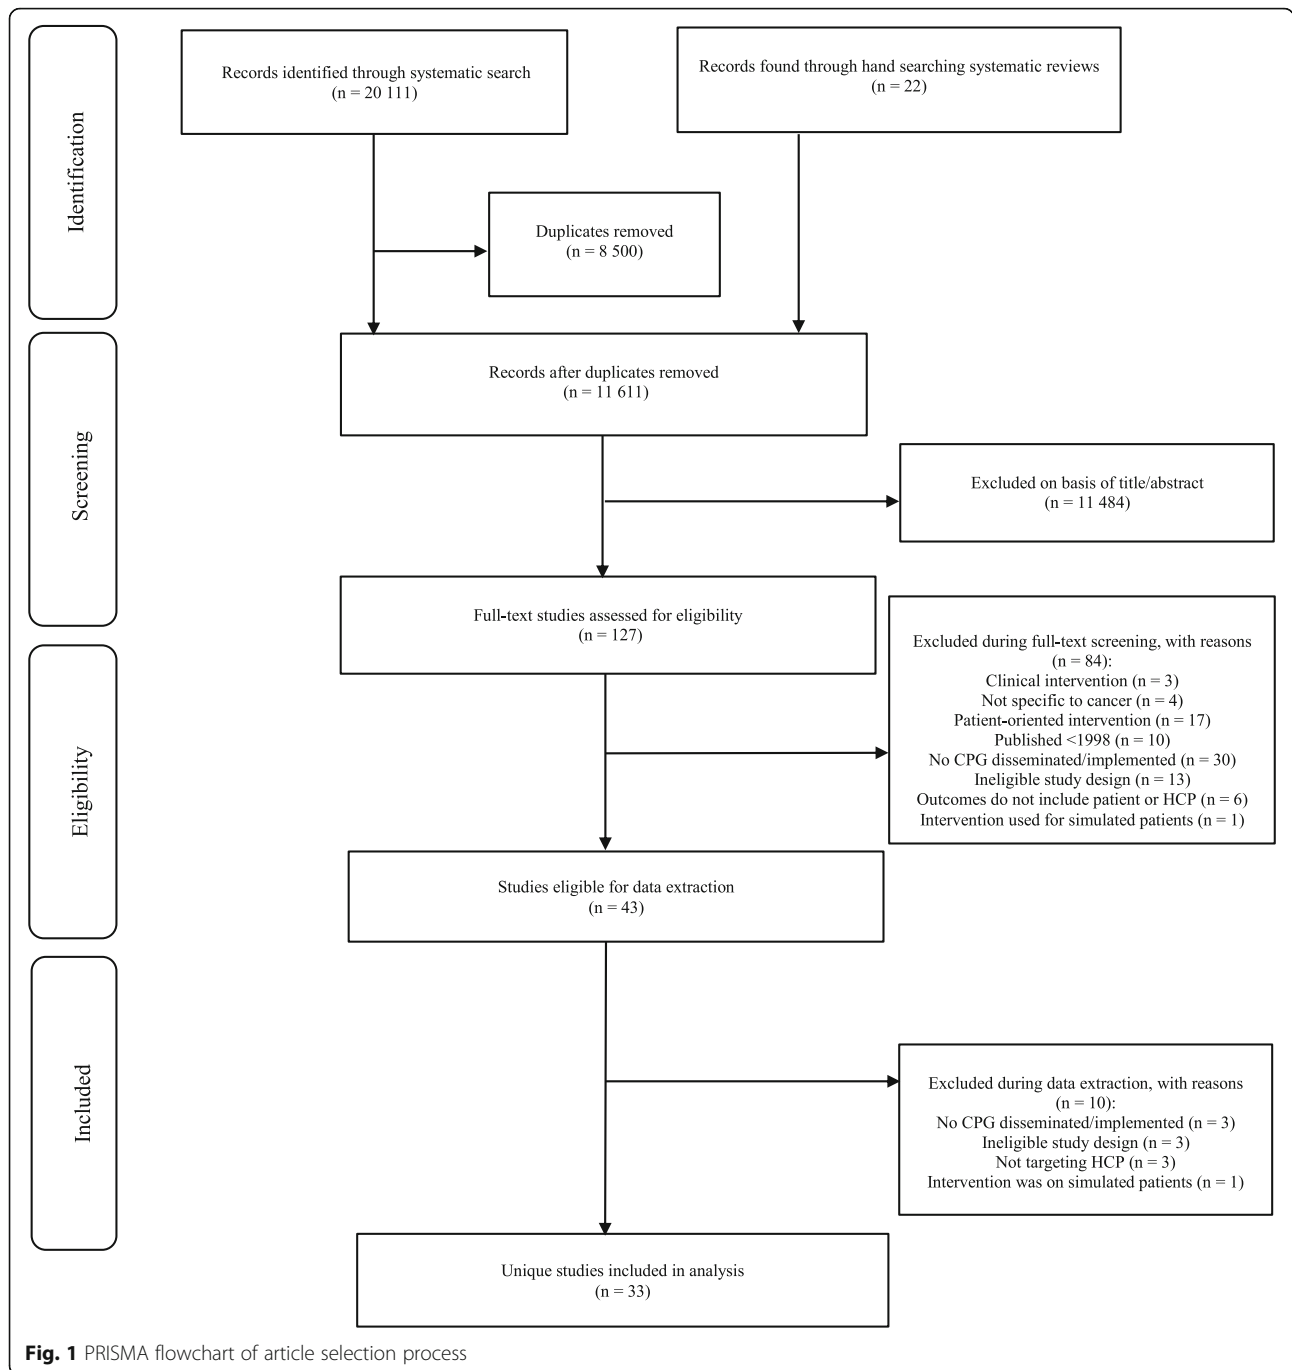 Identification
Records identified through systematic search
(n = 20 111)
Records found through hand searching systematic reviews
(n = 22)
Duplicates removed
(n = 8 500)
Screening
Records after duplicates removed
(n = 11 611)
Excluded on basis of title/abstract
(n = 11 484)
Full-text studies assessed for eligibility
(n = 127)
Eligibility
Excluded during full-text screening, with reasons
(n = 84):
Clinical intervention (n = 3)
Not specific to cancer (n = 4)
Patient-oriented intervention (n = 17)
Published <1998 (n = 10)
No CPG disseminated/implemented (n = 30)
Ineligible study design (n = 13)
Outcomes do not include patient or HCP (n = 6)
Intervention used for simulated patients (n = 1)
Studies eligible for data extraction
(n = 43)
Included
Excluded during data extraction, with reasons
(n = 10):
No CPG disseminated/implemented (n = 3)
Ineligible study design (n = 3)
Not targeting HCP (n = 3)
Intervention was on simulated patients (n = 1)
Unique studies included in analysis
(n = 33)
Fig. 1 PRISMA flowchart of article selection process